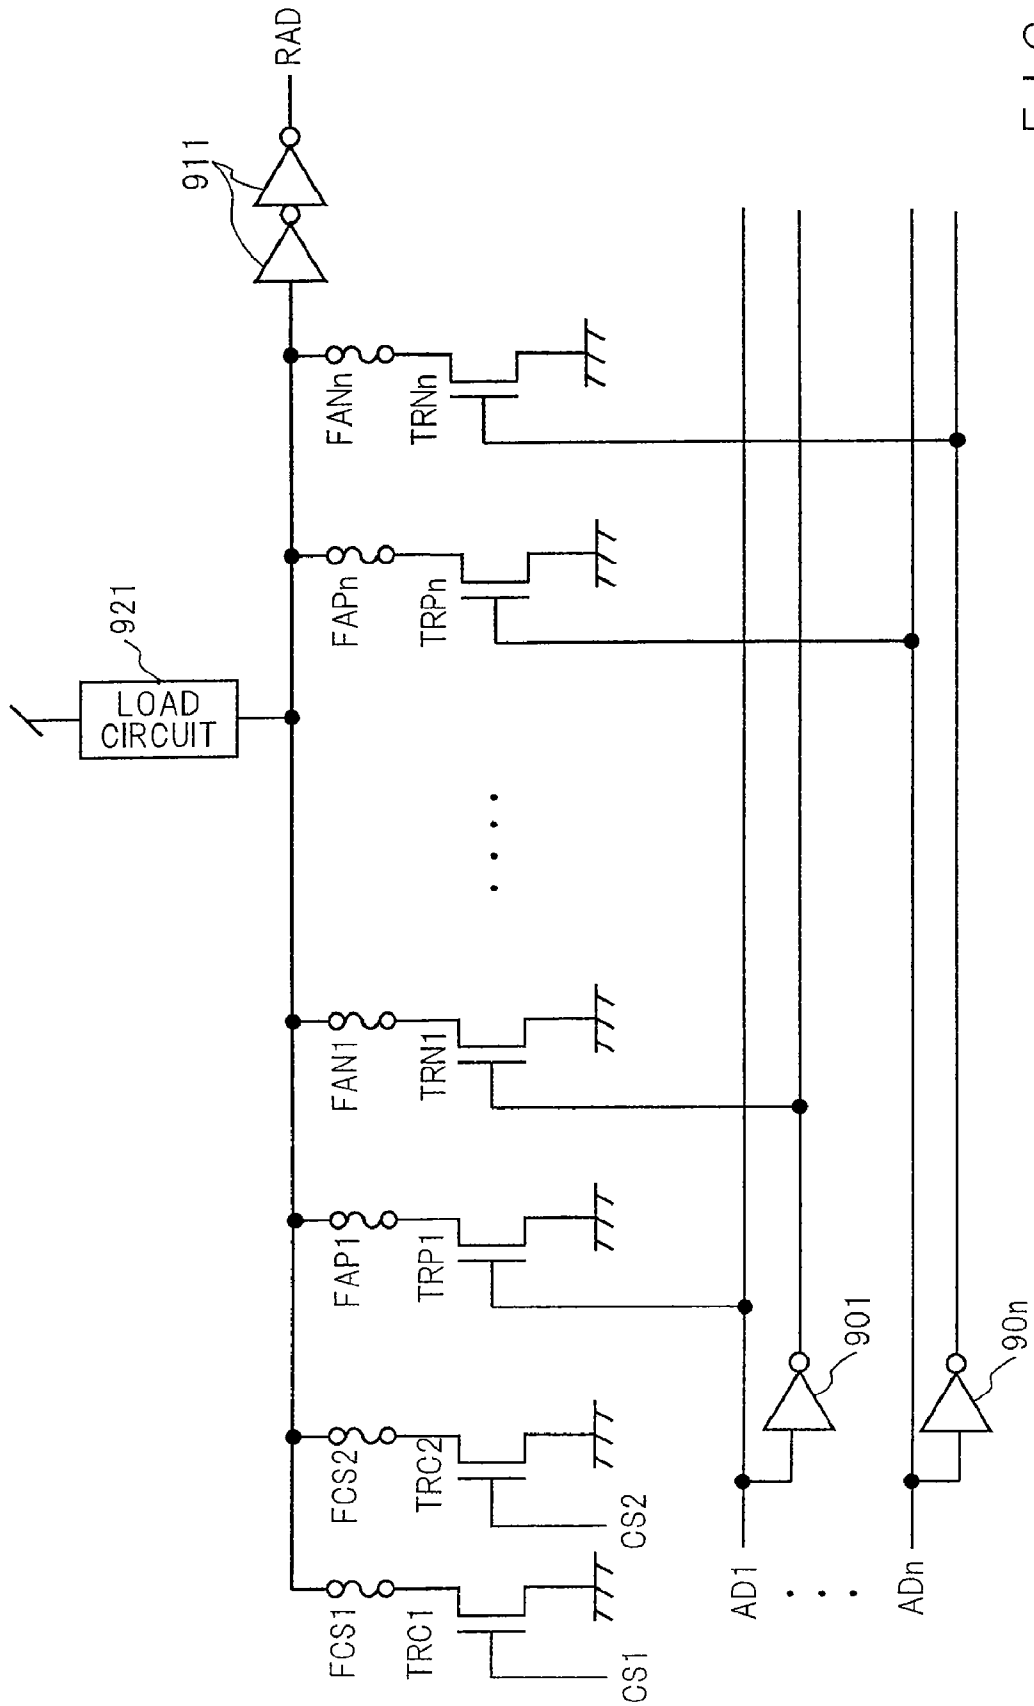 RAD
911
921
LOAD
CIRCUIT
FCS1
FCS2
FAP1
FAN1
FAPn
FANn
TRC1
TRC2
TRP1
TRN1
TRPn
TRNn
CS1
CS2
AD1
ADn
901
90n